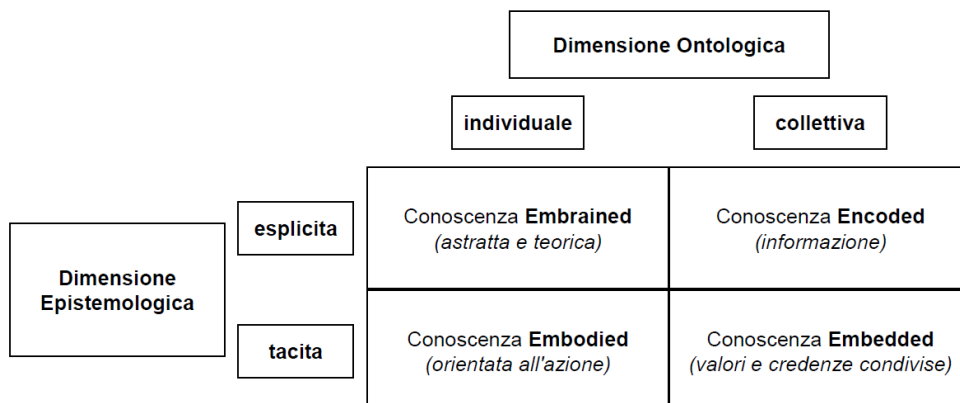 Dimensione Ontologica
individuale
collettiva
Dimensione
Epistemologica
esplicita
Conoscenza Embrained
(astratta e teorica)
Conoscenza Encoded
(informazione)
tacita
Conoscenza Embodied
(orientata all'azione)
Conoscenza Embedded
(valori e credenze condivise)